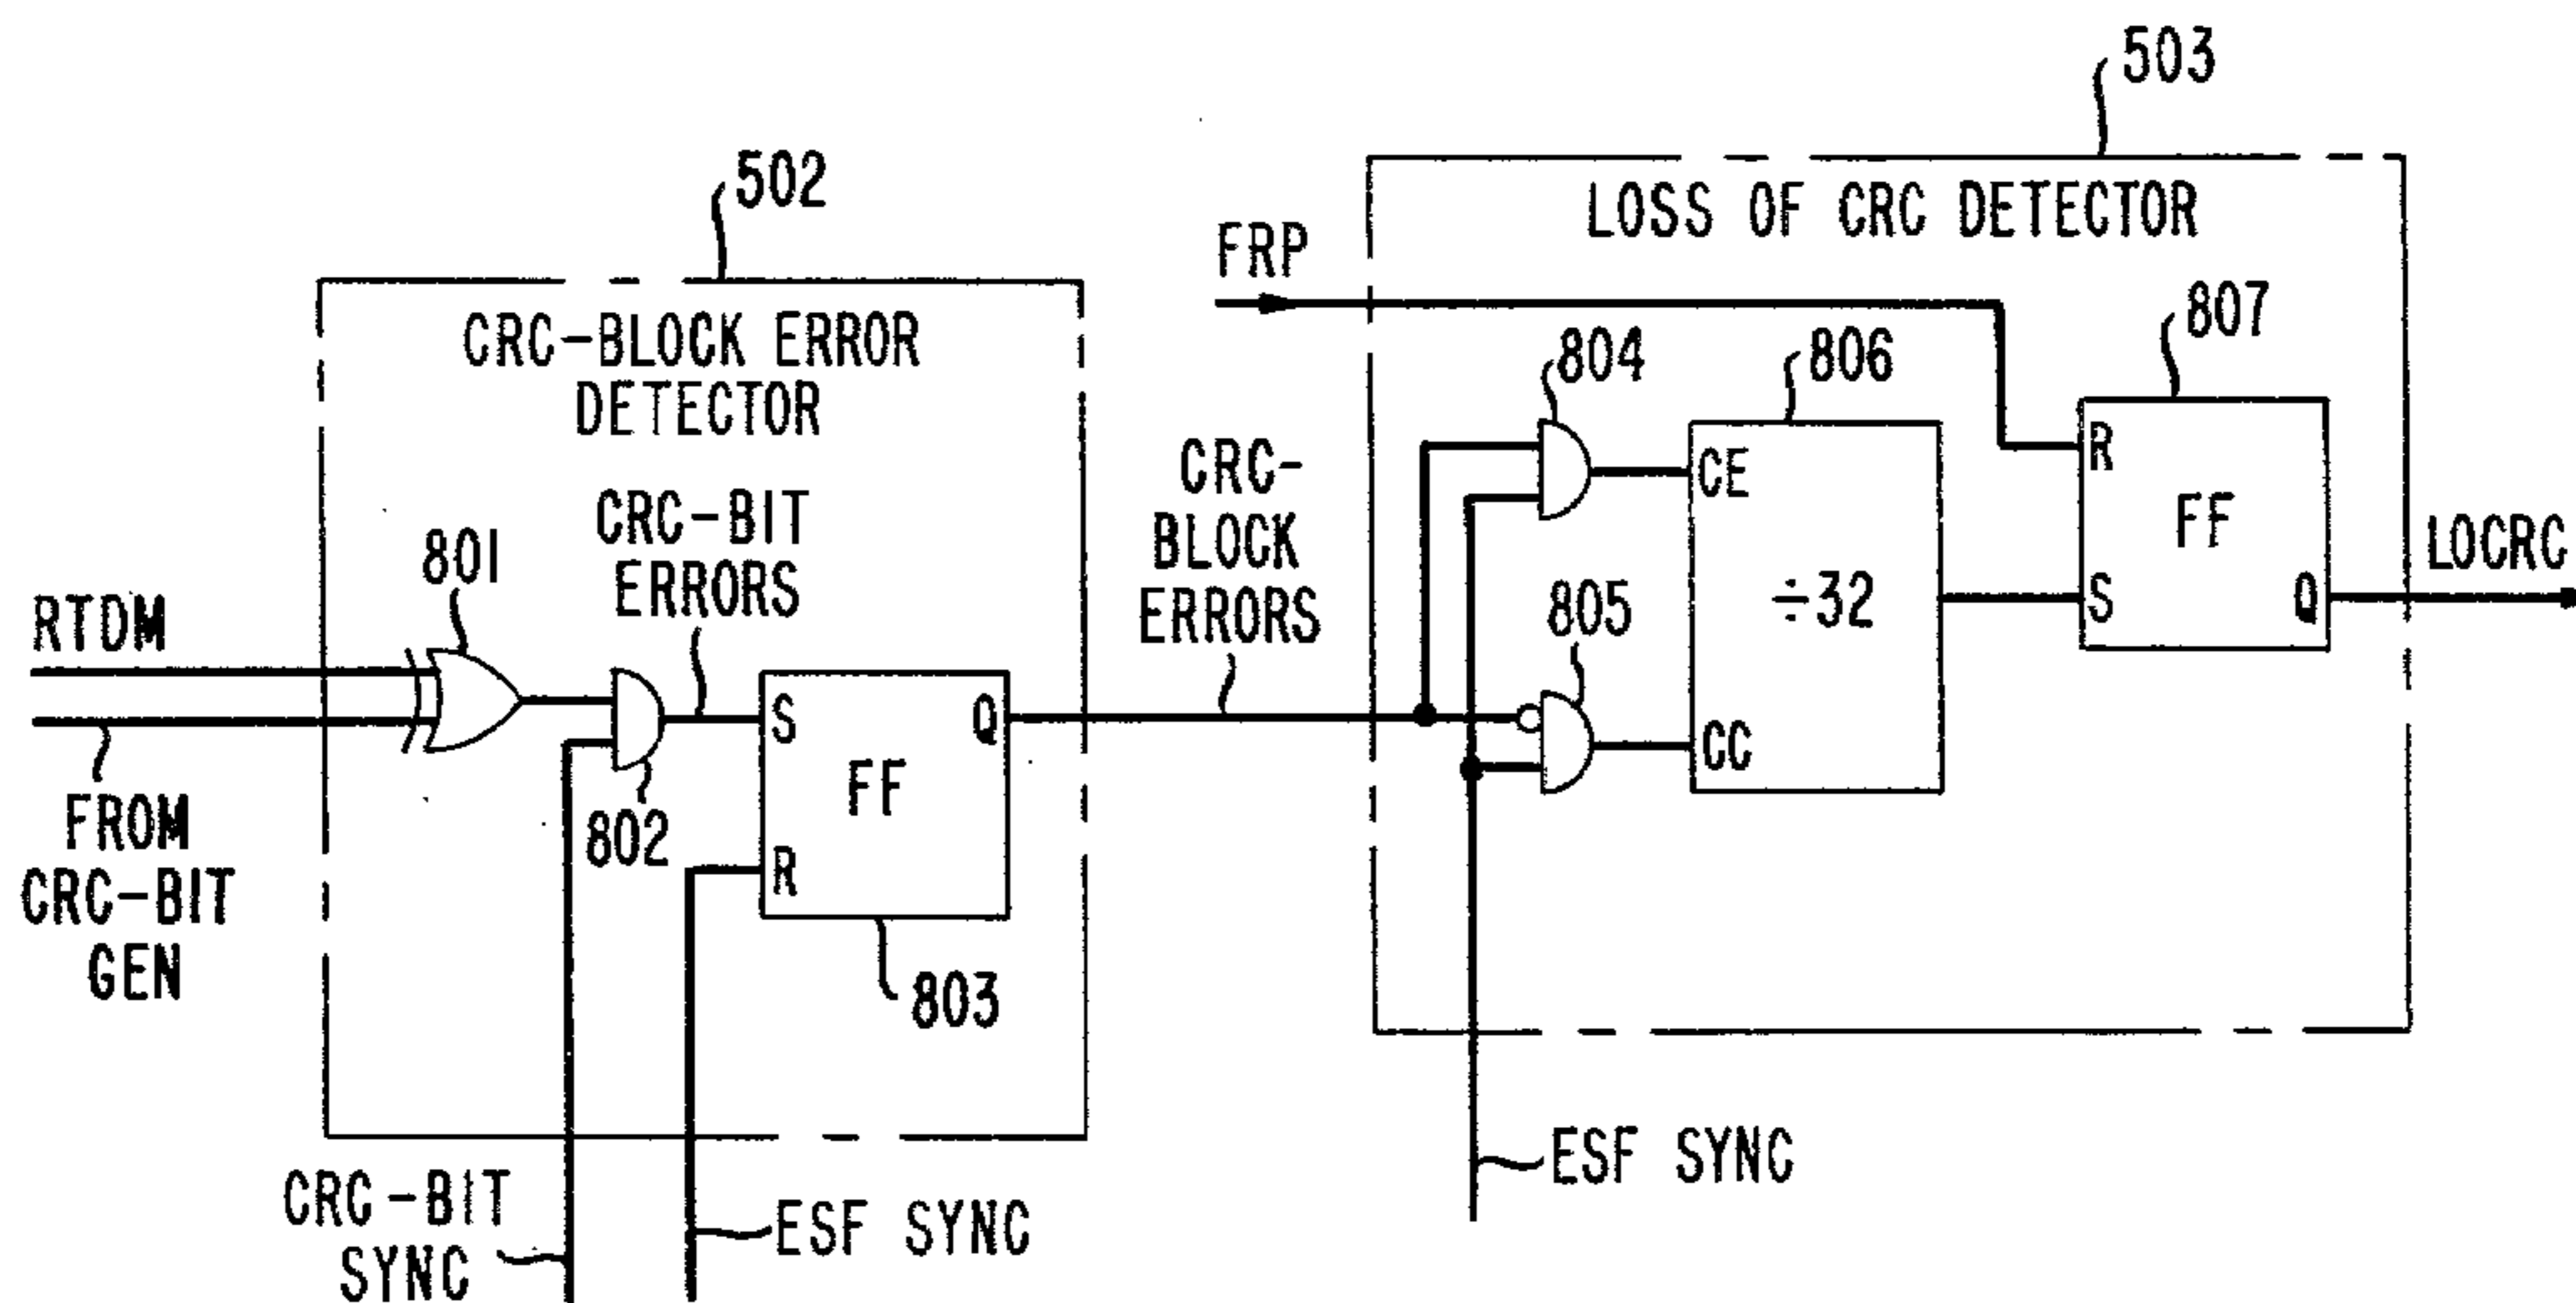 503
502
LOSS OF CRC DETECTOR
FRP
807
CRC-BLOCK ERROR
DETECTOR
804
806
R
CRC-
BLOCK
ERRORS
CE
CRC-BIT
ERRORS
FF
801
LOCRC
RTDM
805
÷32
S
Q
S
Q
CC
FF
802
FROM
CRC-BIT
GEN
R
803
CRC-BIT
SYNC
ESF SYNC
ESF SYNC